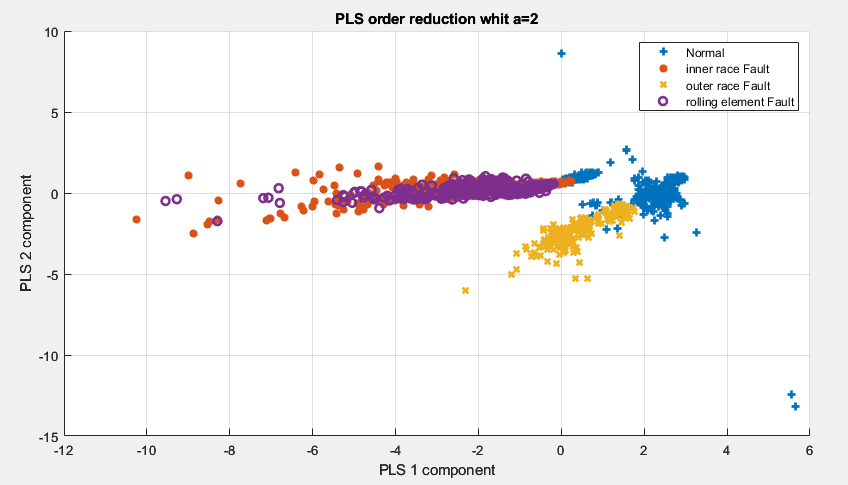 PLS order reduction whit a=2
10
5
0
-5
-10
-15
PLS 2 component
Normal
inner race Fault
outer race Fault
rolling element Fault
-12
-10
-8
-6
-4
-2
0
2
4
6
PLS 1 component